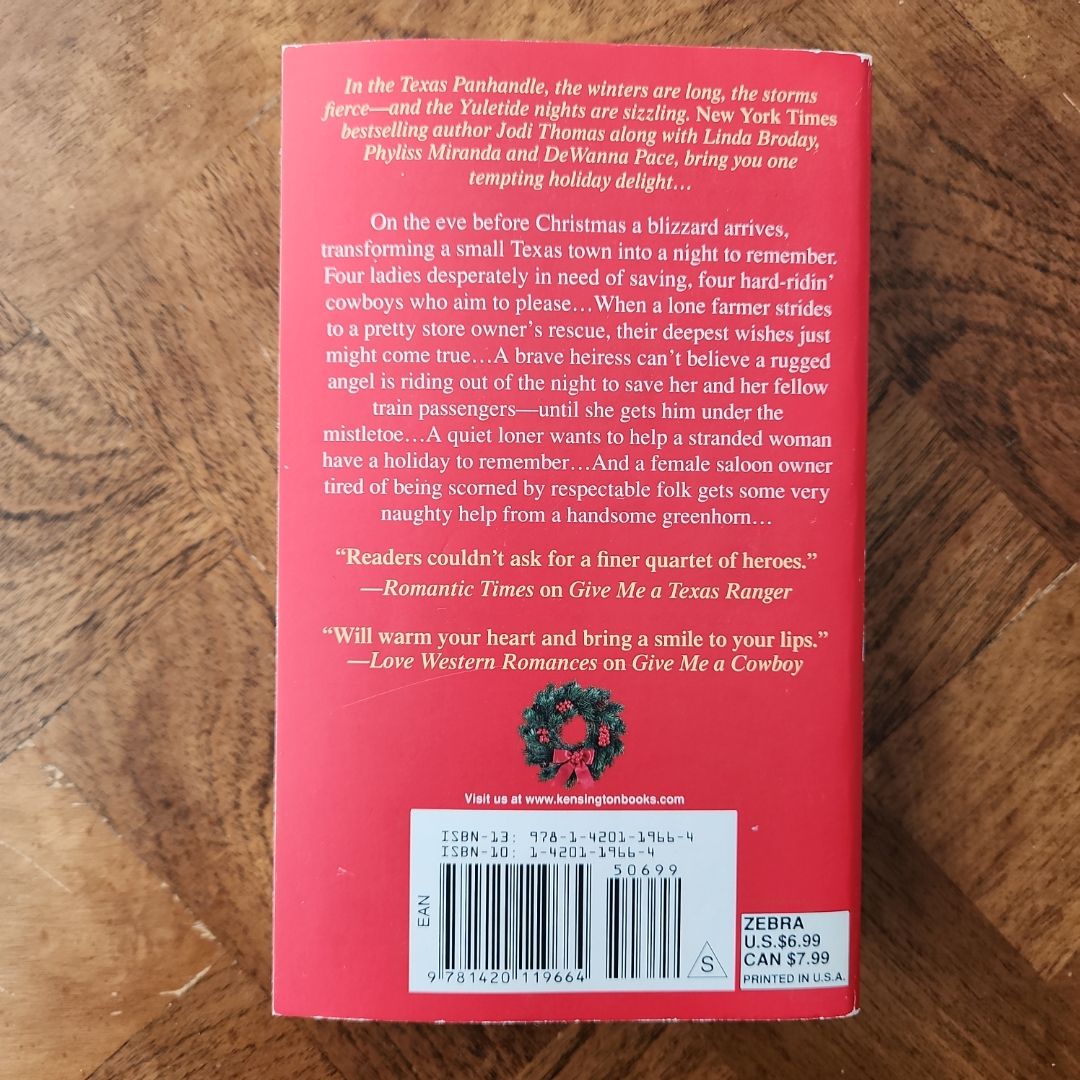 In the Texas Panhandle, the winters are long, the storms
fierce—and the Yuletide nights are sizzling. New York Times
bestselling author Jodi Thomas along with Linda Broday,
Phyliss Miranda and DeWanna Pace, bring you one
tempting holiday delight…
On the eve before Christmas a blizzard arrives,
transforming a small Texas town into a night to remember.
Four ladies desperately in need of saving, four hard-ridin’
cowboys who aim to please…When a lone farmer strides
to a pretty store owner’s rescue, their deepest wishes just
might come true…A brave heiress can’t believe a rugged
angel is riding out of the night to save her and her fellow
train passengers—until she gets him under the
mistletoe…A quiet loner wants to help a stranded woman
have a holiday to remember…And a female saloon owner
tired of being scorned by respectable folk gets some very
naughty help from a handsome greenhorn…
“Readers couldn’t ask for a finer quartet of heroes.”
—Romantic Times on Give Me a Texas Ranger
“Will warm your heart and bring a smile to your lips.”
—Love Western Romances on Give Me a Cowboy
Visit us at www.kensingtonbooks.com
ISBN-13: 978-1-4201-1966-4
ISBN-10: 1-4201-1966-4
50699
EAN
9 781420 119664
S
ZEBRA
U.S.$6.99
CAN $7.99
PRINTED IN U.S.A.